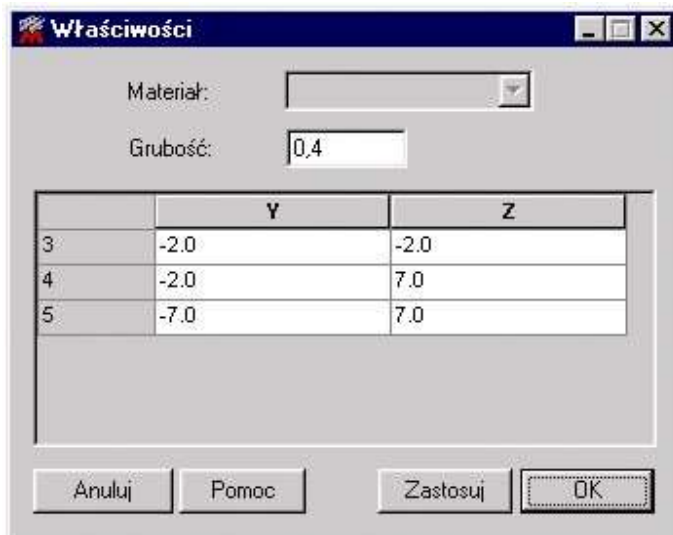 Właściwości
Materiał:
Grubość: 0,4
Y Z
3 -2.0 -2.0
4 -2.0 7.0
5 -7.0 7.0
Anuluj Pomoc Zastosuj OK